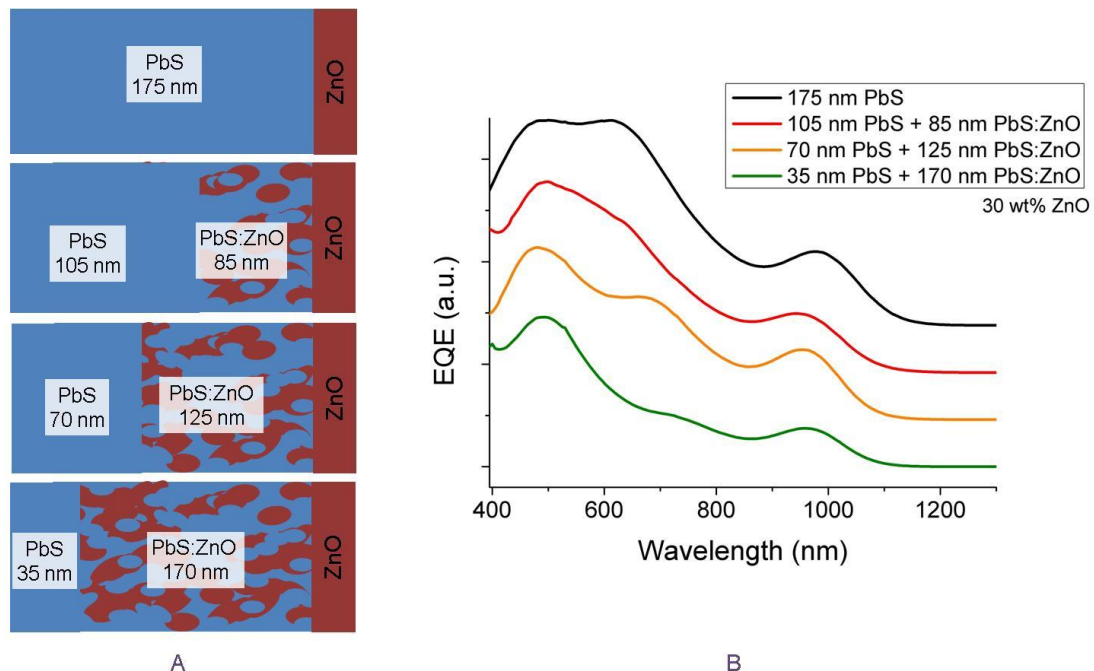 PbS
175 nm
ZnO
PbS
105 nm
PbS:ZnO
85 nm
ZnO
PbS
70 nm
PbS:ZnO
125 nm
ZnO
PbS
35 nm
PbS:ZnO
170 nm
ZnO
A
175 nm PbS
105 nm PbS + 85 nm PbS:ZnO
70 nm PbS + 125 nm PbS:ZnO
35 nm PbS + 170 nm PbS:ZnO
30 wt% ZnO
EQE (a.u.)
400 600 800 1000 1200
Wavelength (nm)
B